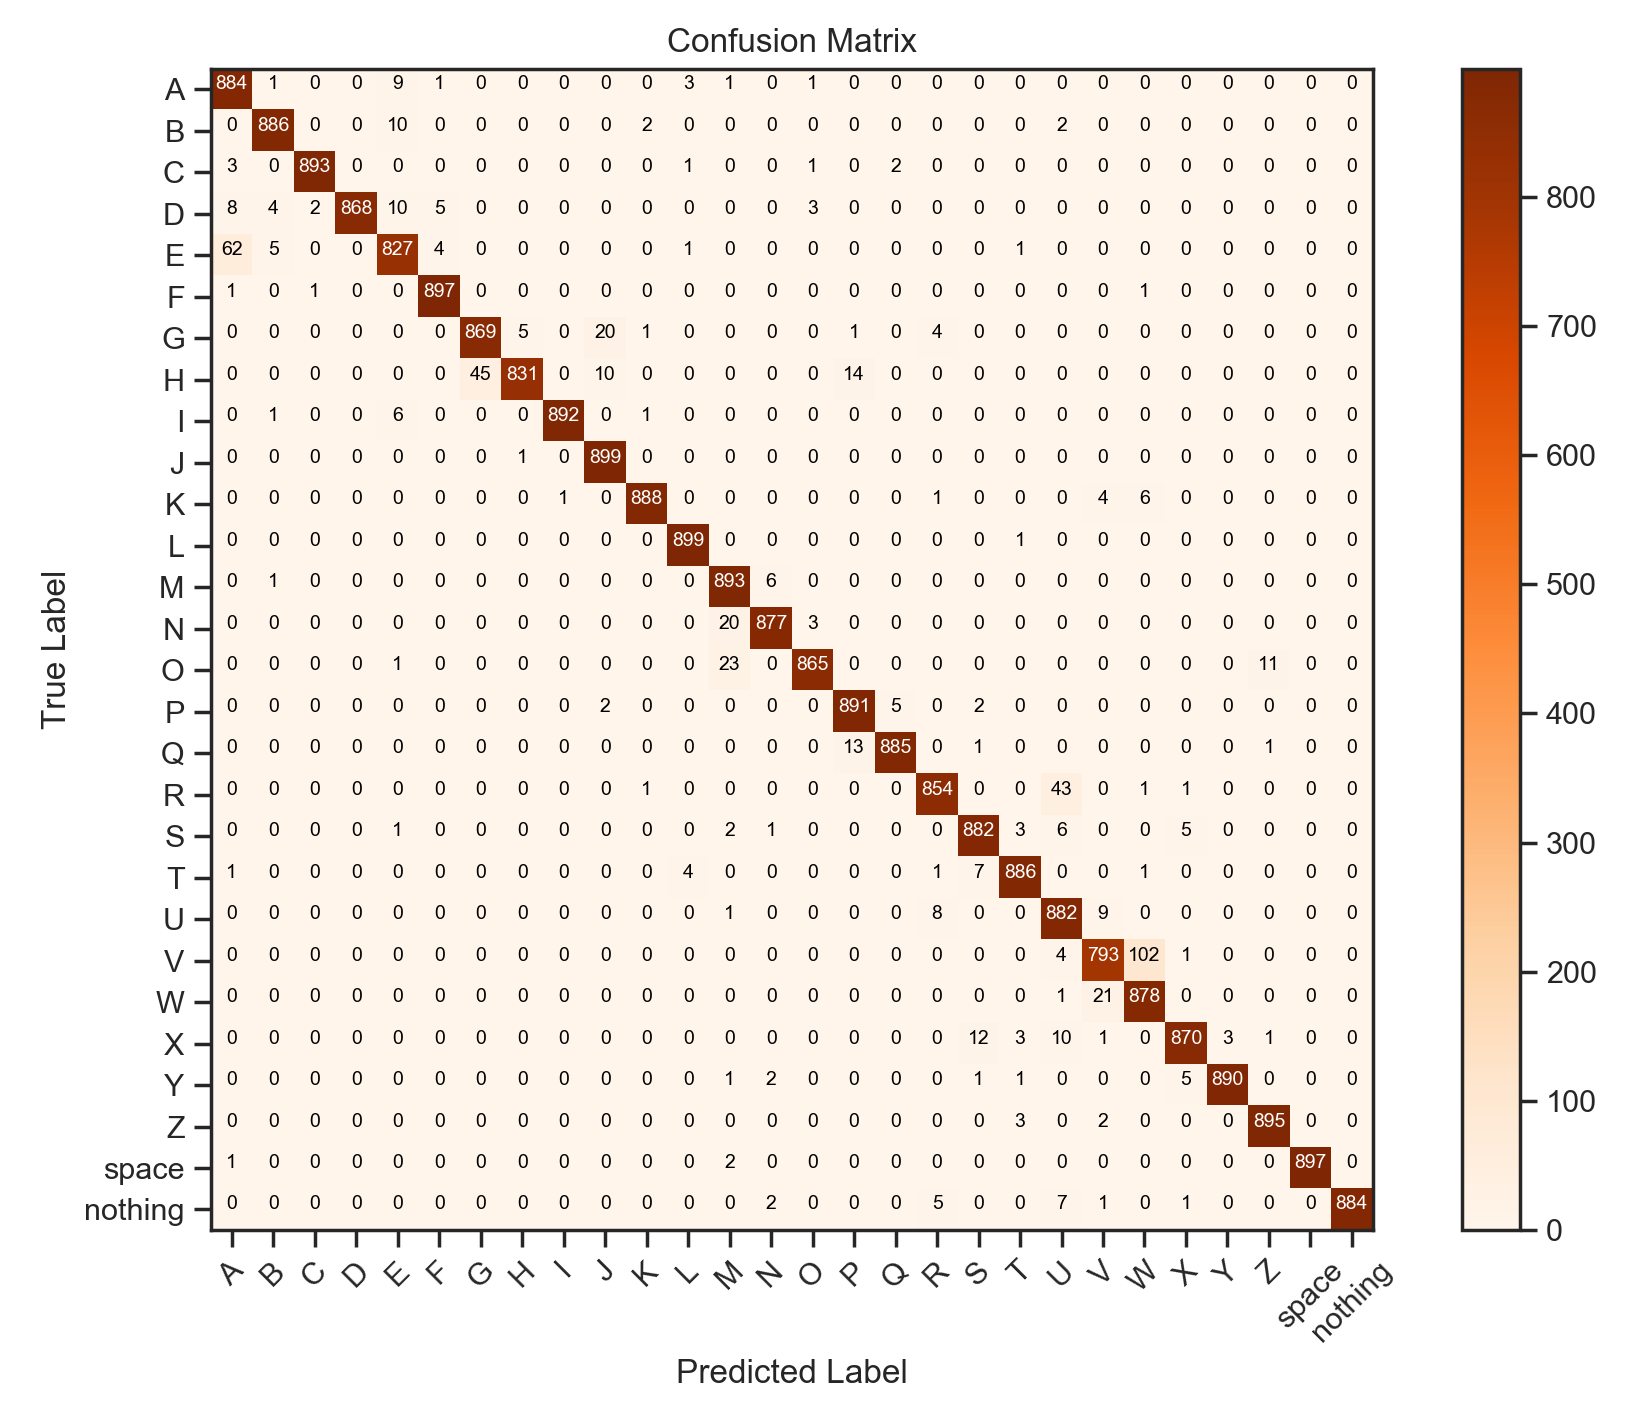 Confusion Matrix
A 884 1 0 0 9 1 0 0 0 0 0 3 1 0 1 0 0 0 0 0 0 0 0 0 0 0 0 0
B 0 886 0 0 10 0 0 0 0 0 2 0 0 0 0 0 0 0 0 0 2 0 0 0 0 0 0 0
C 3 0 893 0 0 0 0 0 0 0 0 1 0 0 1 0 2 0 0 0 0 0 0 0 0 0 0 0
D 8 4 2 868 10 5 0 0 0 0 0 0 0 0 3 0 0 0 0 0 0 0 0 0 0 0 0 0
E 62 5 0 0 827 4 0 0 0 0 0 1 0 0 0 0 0 0 0 1 0 0 0 0 0 0 0 0
F 1 0 1 0 0 897 0 0 0 0 0 0 0 0 0 0 0 0 0 0 0 0 1 0 0 0 0 0
G 0 0 0 0 0 0 869 5 0 20 1 0 0 0 0 1 0 4 0 0 0 0 0 0 0 0 0 0
H 0 0 0 0 0 0 45 831 0 10 0 0 0 0 0 14 0 0 0 0 0 0 0 0 0 0 0 0
I 0 1 0 0 6 0 0 0 892 0 1 0 0 0 0 0 0 0 0 0 0 0 0 0 0 0 0 0
J 0 0 0 0 0 0 0 1 0 899 0 0 0 0 0 0 0 0 0 0 0 0 0 0 0 0 0 0
K 0 0 0 0 0 0 0 0 1 0 888 0 0 0 0 0 0 1 0 0 0 4 6 0 0 0 0 0
L 0 0 0 0 0 0 0 0 0 0 0 899 0 0 0 0 0 0 0 1 0 0 0 0 0 0 0 0
M 0 1 0 0 0 0 0 0 0 0 0 0 893 6 0 0 0 0 0 0 0 0 0 0 0 0 0 0
N 0 0 0 0 0 0 0 0 0 0 0 0 20 877 3 0 0 0 0 0 0 0 0 0 0 0 0 0
O 0 0 0 0 1 0 0 0 0 0 0 0 23 0 865 0 0 0 0 0 0 0 0 0 0 11 0 0
P 0 0 0 0 0 0 0 0 0 2 0 0 0 0 0 891 5 0 2 0 0 0 0 0 0 0 0 0
Q 0 0 0 0 0 0 0 0 0 0 0 0 0 0 0 13 885 0 1 0 0 0 0 0 0 1 0 0
R 0 0 0 0 0 0 0 0 0 0 1 0 0 0 0 0 0 854 0 0 43 0 1 1 0 0 0 0
S 0 0 0 0 1 0 0 0 0 0 0 0 2 1 0 0 0 0 882 3 6 0 0 5 0 0 0 0
T 1 0 0 0 0 0 0 0 0 0 0 4 0 0 0 0 0 1 7 886 0 0 1 0 0 0 0 0
U 0 0 0 0 0 0 0 0 0 0 0 0 1 0 0 0 0 8 0 0 882 9 0 0 0 0 0 0
V 0 0 0 0 0 0 0 0 0 0 0 0 0 0 0 0 0 0 0 0 4 793 102 1 0 0 0 0
W 0 0 0 0 0 0 0 0 0 0 0 0 0 0 0 0 0 0 0 0 1 21 878 0 0 0 0 0
X 0 0 0 0 0 0 0 0 0 0 0 0 0 0 0 0 0 0 12 3 10 1 0 870 3 1 0 0
Y 0 0 0 0 0 0 0 0 0 0 0 0 1 2 0 0 0 0 1 1 0 0 0 5 890 0 0 0
Z 0 0 0 0 0 0 0 0 0 0 0 0 0 0 0 0 0 0 0 3 0 2 0 0 0 895 0 0
space 1 0 0 0 0 0 0 0 0 0 0 0 2 0 0 0 0 0 0 0 0 0 0 0 0 0 897 0
nothing 0 0 0 0 0 0 0 0 0 0 0 0 0 2 0 0 0 5 0 0 7 1 0 1 0 0 0 884
A B C D E F G H I J K L M N O P Q R S T U V W X Y Z space nothing
Predicted Label
True Label
800
700
600
500
400
300
200
100
0